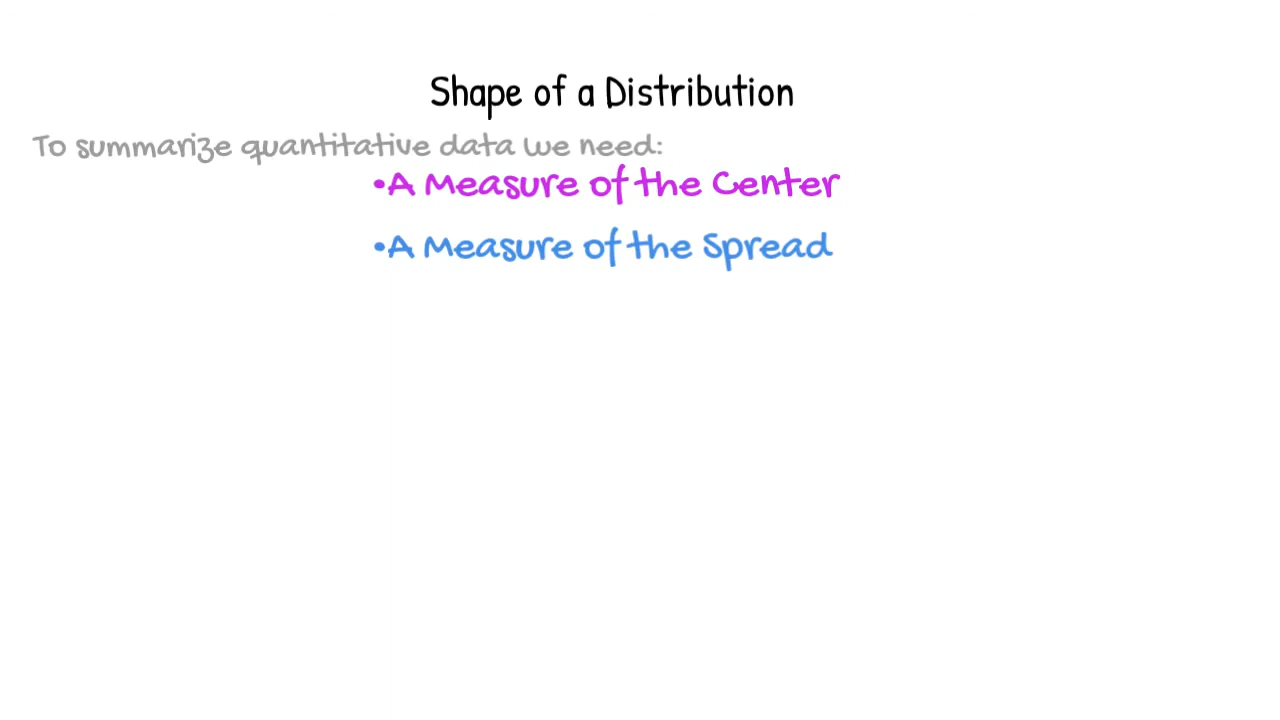 Shape of a Distribution
To summarize quantitative data we need:
•A Measure of the Center
•A Measure of the Spread